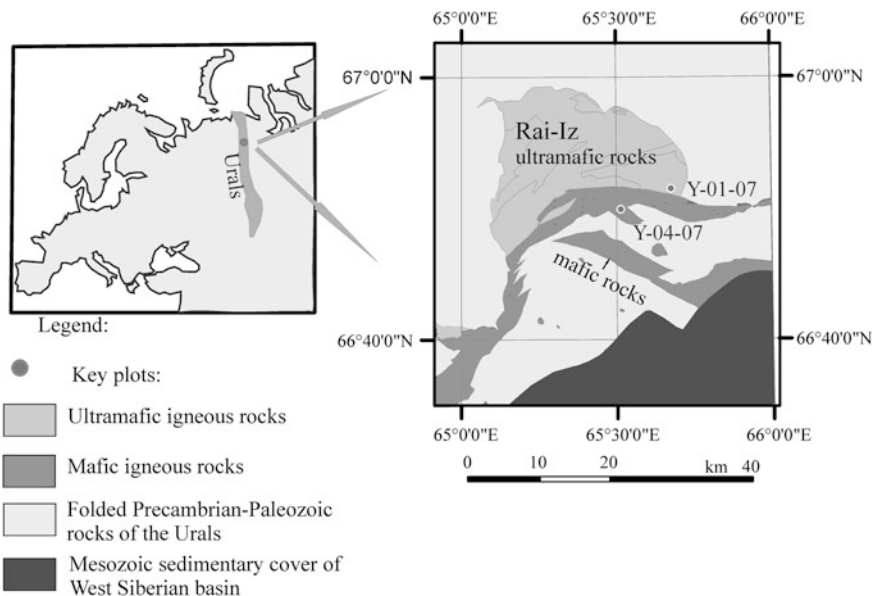 Urals
Legend:
Key plots:
Ultramafic igneous rocks
Mafic igneous rocks
Folded Precambrian-Paleozoic
rocks of the Urals
Mesozoic sedimentary cover of
West Siberian basin
65°0'0"E 65°30'0"E 66°0'0"E
67°0'0"N 67°0'0"N
Rai-Iz
ultramafic rocks
Y-01-07
Y-04-07
mafic rocks
66°40'0"N 66°40'0"N
65°0'0"E 65°30'0"E 66°0'0"E
0 10 20 km 40